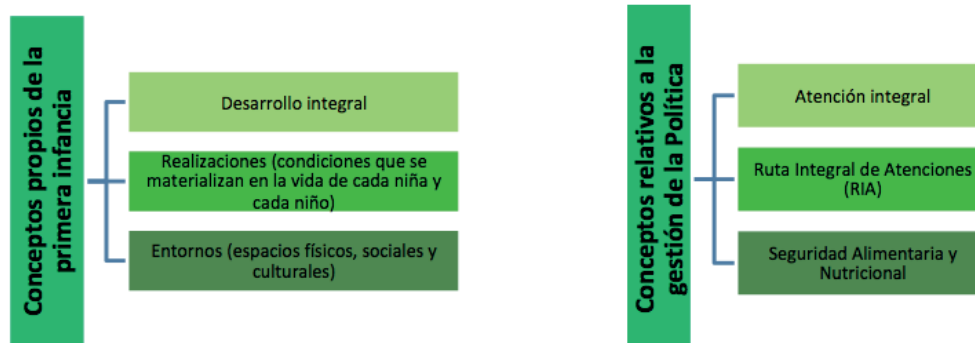 Conceptos propios de la
primera infancia
Desarrollo integral
Realizaciones (condiciones que se
materializan en la vida de cada niña y
cada niño)
Entornos (espacios físicos, sociales y
culturales)
Conceptos relativos a la
gestión de la Política
Atención integral
Ruta Integral de Atenciones
(RIA)
Seguridad Alimentaria y
Nutricional